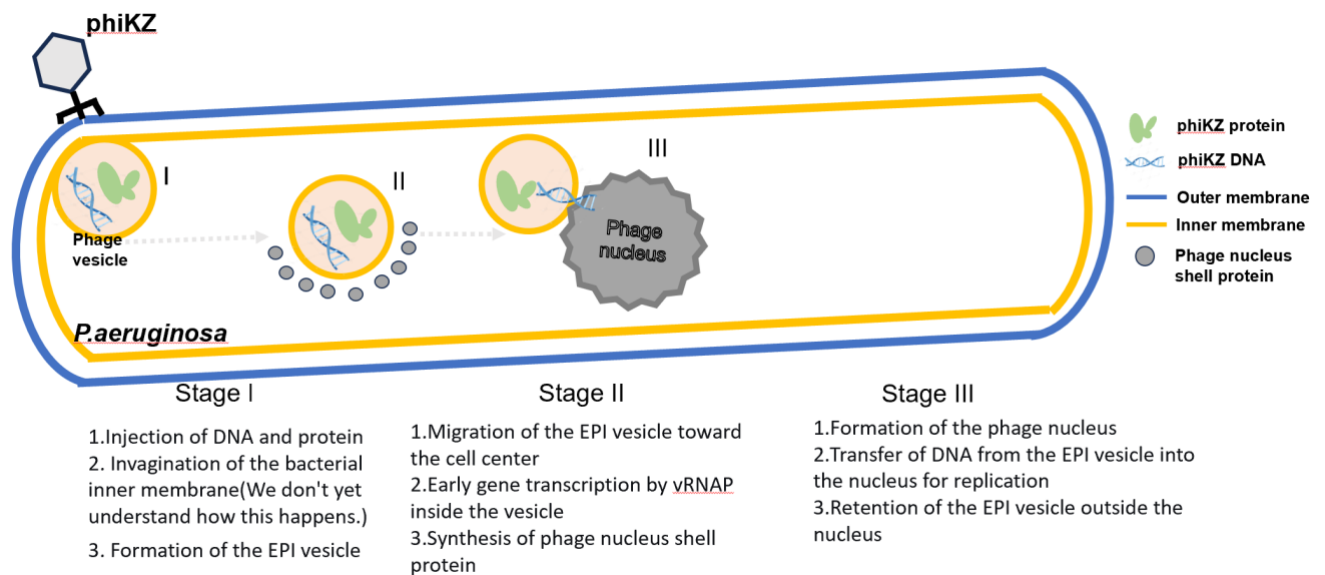 phiKZ
I
II
III
Phage
vesicle
Phage
nucleus
P.aeruginosa
phiKZ protein
phiKZ DNA
Outer membrane
Inner membrane
Phage nucleus
shell protein
Stage I
1.Injection of DNA and protein
2. Invagination of the bacterial
inner membrane(We don't yet
understand how this happens.)
3. Formation of the EPI vesicle
Stage II
1.Migration of the EPI vesicle toward
the cell center
2.Early gene transcription by vRNAP
inside the vesicle
3.Synthesis of phage nucleus shell
protein
Stage III
1.Formation of the phage nucleus
2.Transfer of DNA from the EPI vesicle into
the nucleus for replication
3.Retention of the EPI vesicle outside the
nucleus